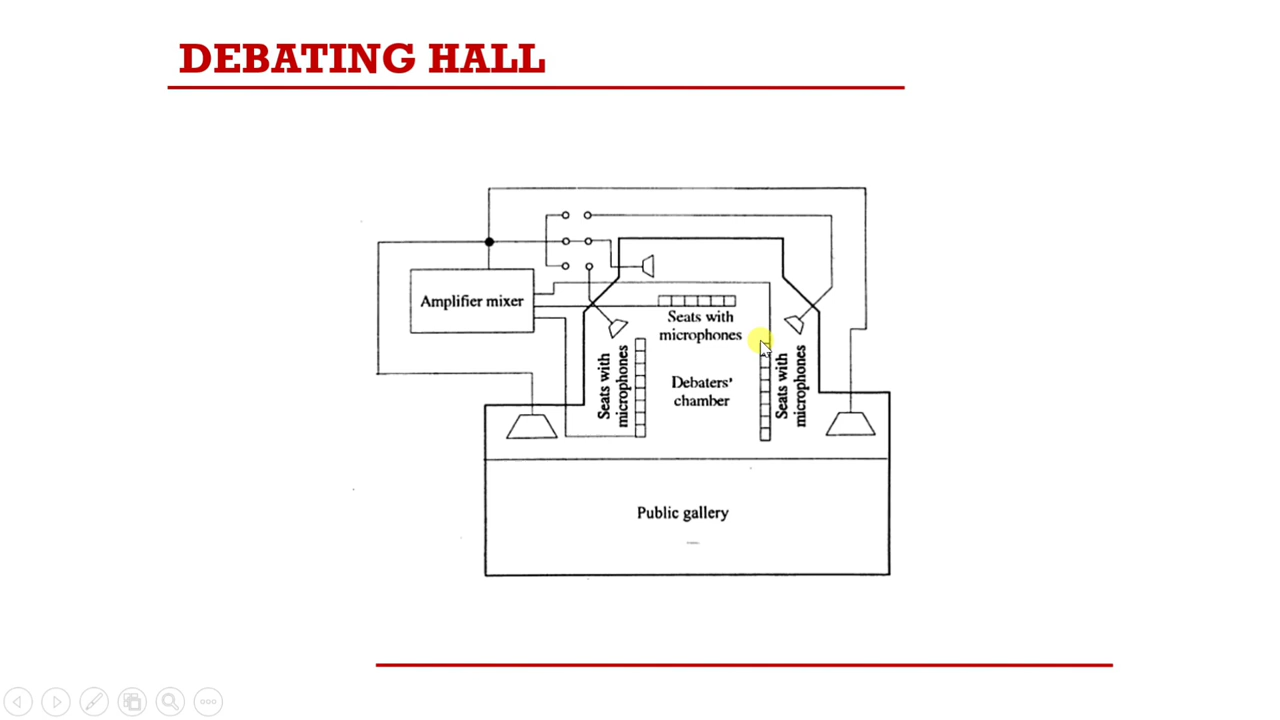 DEBATING HALL
Amplifier mixer
Seats with
microphones
Seats with
microphones
Debaters'
chamber
Seats with
microphones
Public gallery